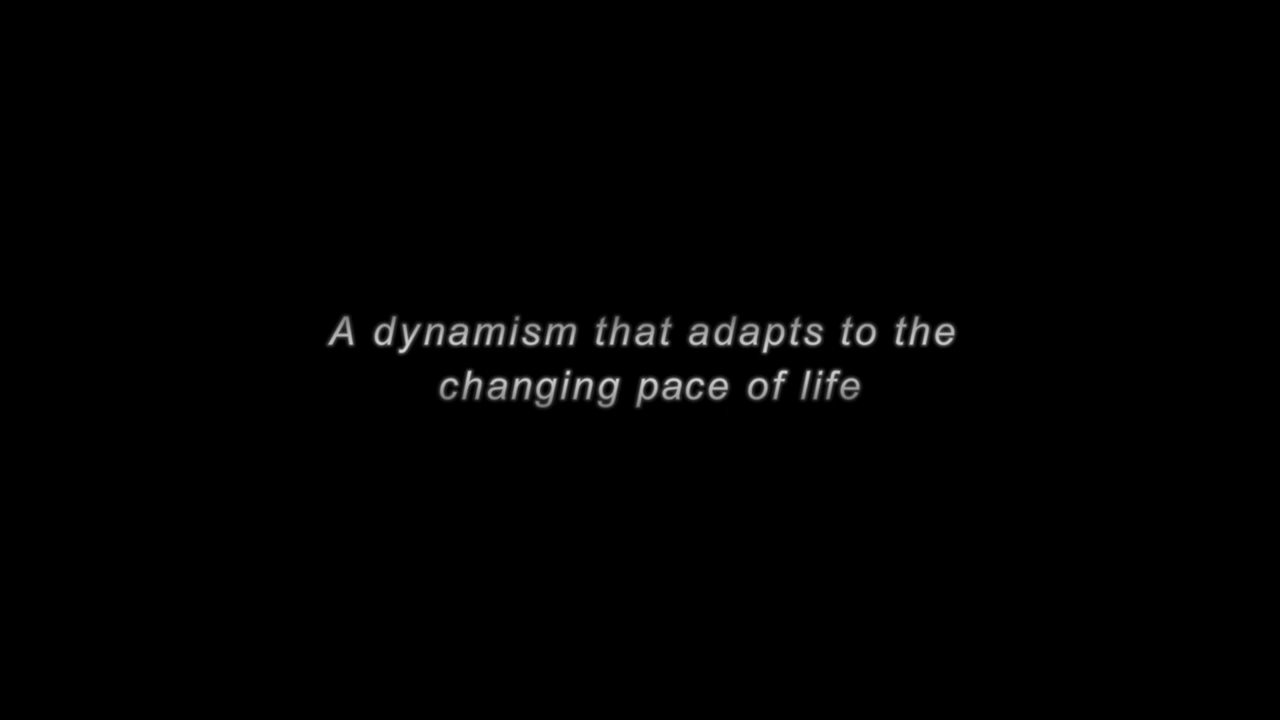 A dynamism that adapts to the
changing pace of life